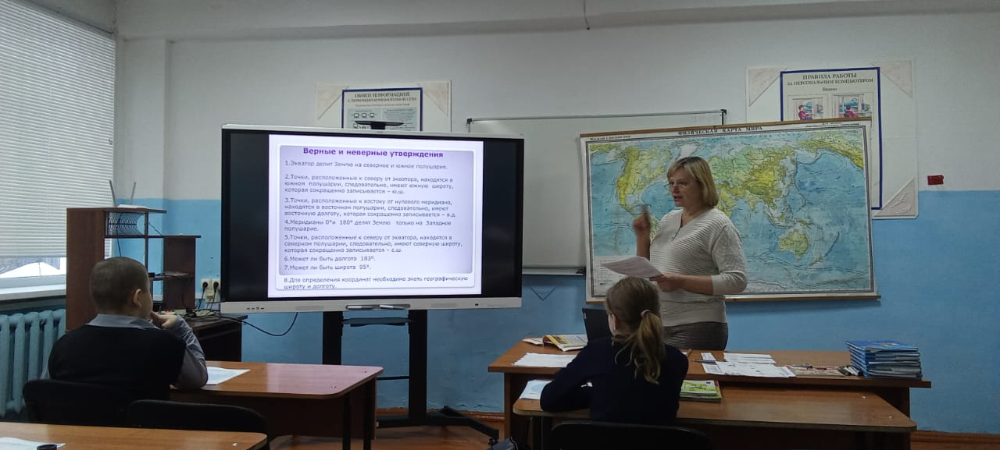 ОБМЕН ИНФОРМАЦИЕЙ
С ПОМОЩЬЮ КОМПЬЮТЕРНОЙ СЕТИ
Верные и неверные утверждения
1.Экватор делит Землю на северное и южное полушарие.
2.Точки, расположенные к северу от экватора, находятся в
южном полушарии, следовательно, имеют южную широту,
которая сокращенно записывается – ю.ш.
3.Точки, расположенные к востоку от нулевого меридиано,
находятся в восточном полушарии, следовательно, имеют
восточную долготу, которая сокращенно записывается – в.д.
4.Меридианы 0°и 180° делят Землю только на Западное
полушарие.
5.Точки, расположенные к северу от экватора, находятся в
северном полушарии, следовательно, имеют северную широту,
которая сокращенно записывается – с.ш.
6.Может ли быть долгота 183°.
7.Может ли быть широта 95°.
8.Для определения координат необходимо знать географическую
широту и долготу.
ФИЗИЧЕСКАЯ КАРТА МИРА
ПРАВИЛА РАБОТЫ
ЗА ПЕРСОНАЛЬНЫМ КОМПЬЮТЕРОМ